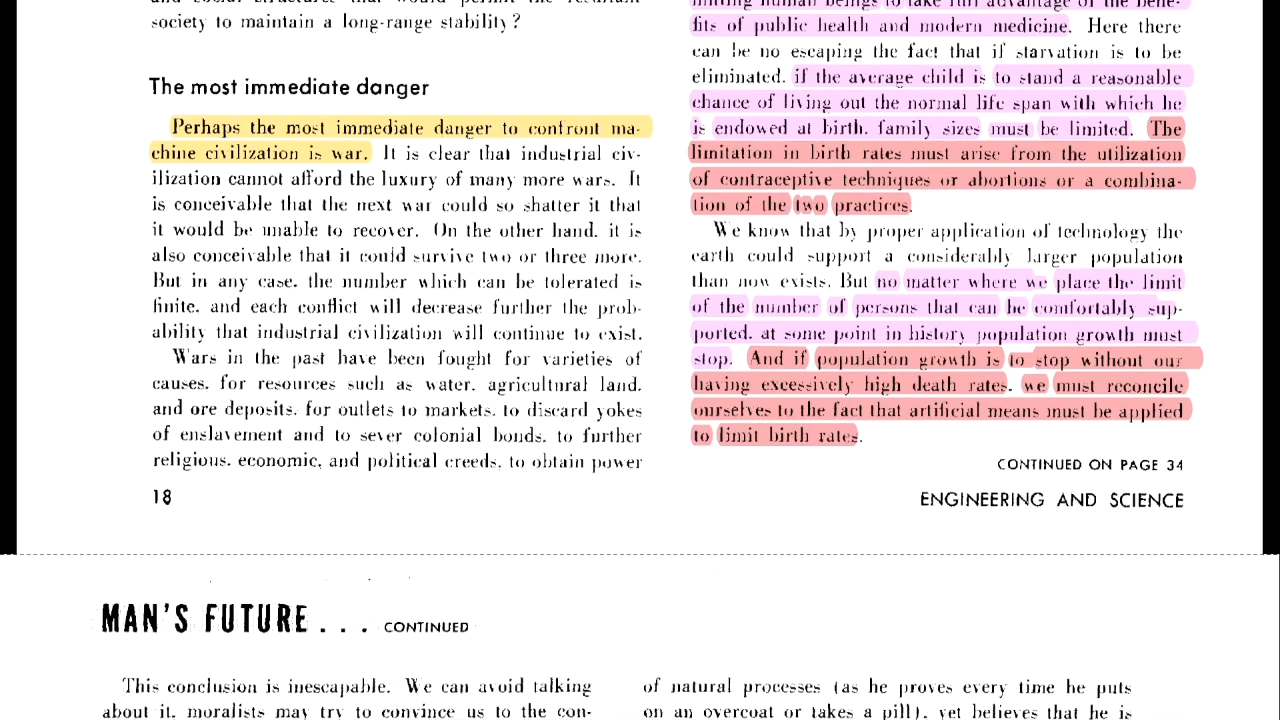 society to maintain a long-range stability?
The most immediate danger
Perhaps the most immediate danger to confront ma-
chine civilization is war. It is clear that industrial civ-
ilization cannot afford the luxury of many more wars. It
is conceivable that the next war could so shatter it that
it would be unable to recover. On the other hand, it is
also conceivable that it could survive two or three more.
But in any case, the number which can be tolerated is
finite, and each conflict will decrease further the prob-
ability that industrial civilization will continue to exist.
Wars in the past have been fought for varieties of
causes, for resources such as water, agricultural land,
and ore deposits, for outlets to markets, to discard yokes
of enslavement and to sever colonial bonds, to further
religious, economic, and political creeds, to obtain power
18
fits of public health and modern medicine. Here there
can be no escaping the fact that if starvation is to be
eliminated, if the average child is to stand a reasonable
chance of living out the normal life span with which he
is endowed at birth, family sizes must be limited. The
limitation in birth rates must arise from the utilization
of contraceptive techniques or abortions or a combina-
tion of the two practices.
We know that by proper application of technology the
earth could support a considerably larger population
than now exists. But no matter where we place the limit
of the number of persons that can be comfortably sup-
ported, at some point in history population growth must
stop. And if population growth is to stop without our
having excessively high death rates, we must reconcile
ourselves to the fact that artificial means must be applied
to limit birth rates.
CONTINUED ON PAGE 34
ENGINEERING AND SCIENCE
MAN'S FUTURE . . . CONTINUED
This conclusion is inescapable. We can avoid talking
about it, moralists may try to convince us to the con-
of natural processes (as he proves every time he puts
on an overcoat or takes a pill), yet believes that he is